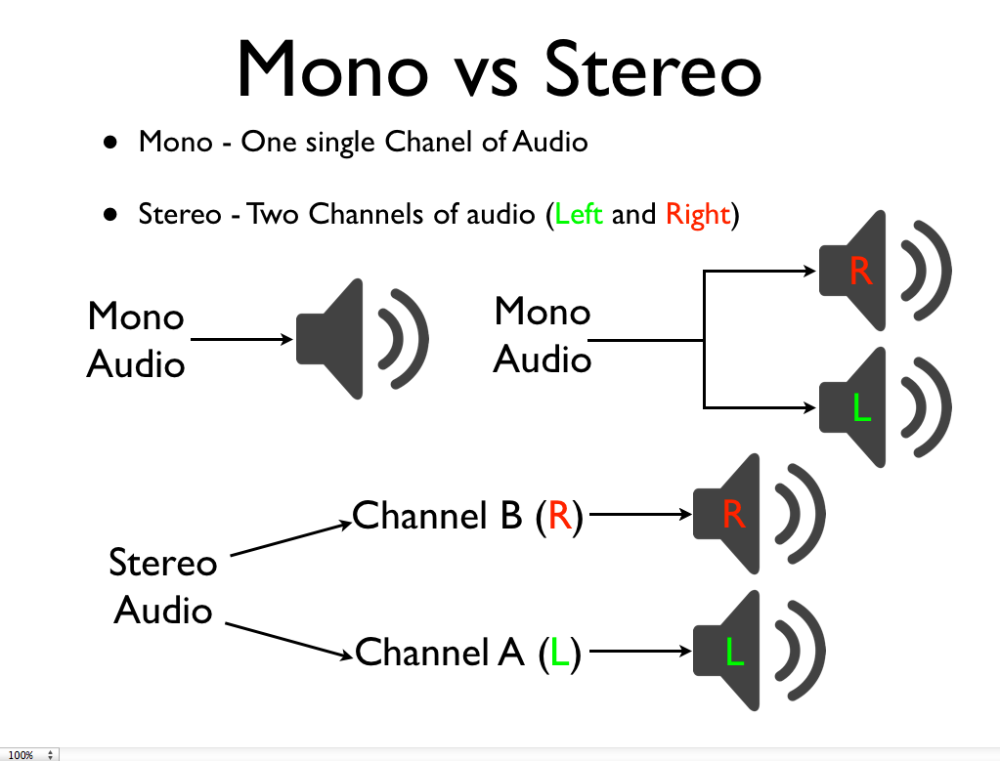 Mono vs Stereo
• Mono - One single Chanel of Audio
• Stereo - Two Channels of audio (Left and Right)
Mono
Audio
Mono
Audio
R
L
Stereo
Audio
Channel B (R)
R
Channel A (L)
L
100%